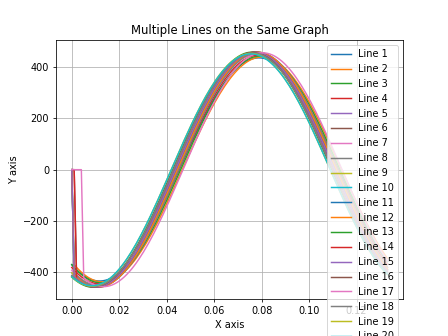 Multiple Lines on the Same Graph
Y axis
400
200
0
−200
−400
0.00
0.02
0.04
0.06
0.08
0.10
X axis
Line 1
Line 2
Line 3
Line 4
Line 5
Line 6
Line 7
Line 8
Line 9
Line 10
Line 11
Line 12
Line 13
Line 14
Line 15
Line 16
Line 17
Line 18
Line 19